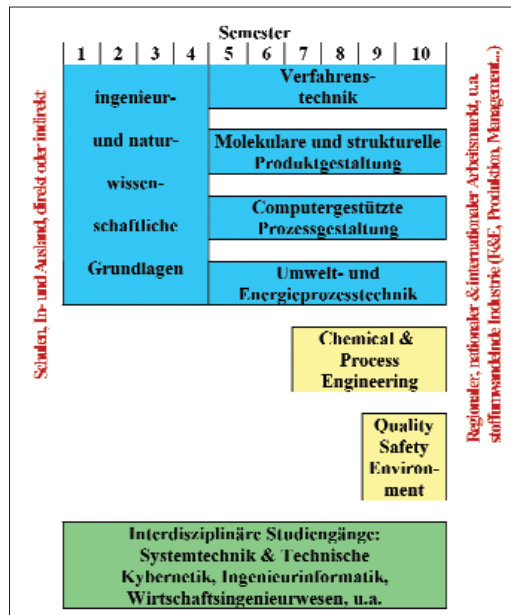 Semester
1 2 3 4 5 6 7 8 9 10
ingenieur-
und natur-
wissen-
schaftliche
Grundlagen
Verfahrens-
technik
Molekulare und strukturelle
Produktgestaltung
Computergestützte
Prozessgestaltung
Umwelt- und
Energieprozesstechnik
Chemical &
Process
Engineering
Quality
Safety
Environ-
ment
Interdisziplinäre Studiengänge:
Systemtechnik & Technische
Kybernetik, Ingenieurinformatik,
Wirtschaftsingenieurwesen, u.a.
Schulen, In- und Ausland, direkt oder indirekt
Regionaler, nationaler & internationaler Arbeitsmarkt, u.a.
stoffumwandelnde Industrie (F&E, Produktion, Management...)